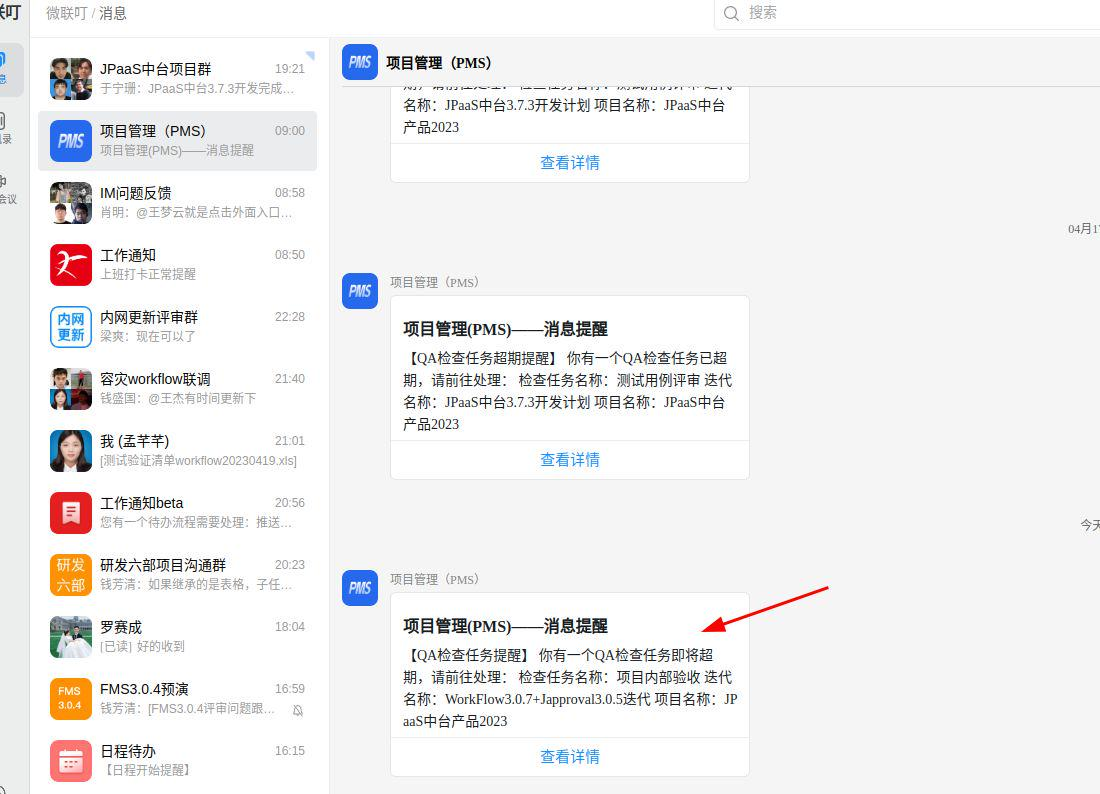 联叮
微联叮 / 消息
搜索
息
录
会议
JPaaS中台项目群
19:21
于宁珊：JPaaS中台3.7.3开发完成…
PMS
项目管理（PMS）
09:00
项目管理(PMS)——消息提醒
IM问题反馈
08:58
肖明：@王梦云就是点击外面入口…
工作通知
08:50
上班打卡正常提醒
内网
更新
内网更新评审群
22:28
梁爽：现在可以了
容灾workflow联调
21:40
钱盛国：@王杰有时间更新下
我 (孟芊芊)
21:01
[测试验证清单workflow20230419.xls]
工作通知beta
20:56
您有一个待办流程需要处理：推送…
研发
六部
研发六部项目沟通群
20:23
钱芳清：如果继承的是表格，子任…
罗赛成
18:04
[已读] 好的收到
FMS
3.0.4
FMS3.0.4预演
16:59
钱芳清：[FMS3.0.4评审问题跟…
日程待办
16:15
【日程开始提醒】
PMS
项目管理（PMS）
期，请前往处理： 检查任务名称：测试用例评审 迭代
名称：JPaaS中台3.7.3开发计划 项目名称：JPaaS中台
产品2023
查看详情
04月17
PMS
项目管理（PMS）
项目管理(PMS)——消息提醒
【QA检查任务超期提醒】 你有一个QA检查任务已超
期，请前往处理： 检查任务名称：测试用例评审 迭代
名称：JPaaS中台3.7.3开发计划 项目名称：JPaaS中台
产品2023
查看详情
今天
PMS
项目管理（PMS）
项目管理(PMS)——消息提醒
【QA检查任务提醒】 你有一个QA检查任务即将超
期，请前往处理： 检查任务名称：项目内部验收 迭代
名称：WorkFlow3.0.7+Japproval3.0.5迭代 项目名称：JP
aaS中台产品2023
查看详情